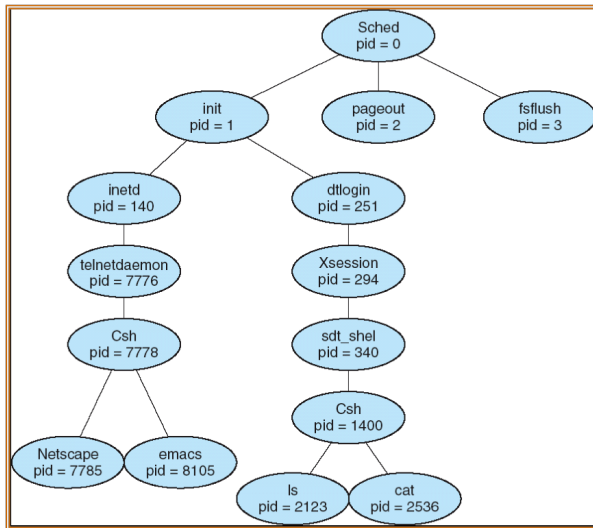 Sched
pid = 0
init
pid = 1
pageout
pid = 2
fsflush
pid = 3
inetd
pid = 140
dtlogin
pid = 251
telnetdaemon
pid = 7776
Xsession
pid = 294
Csh
pid = 7778
sdt_shel
pid = 340
Csh
pid = 1400
Netscape
pid = 7785
emacs
pid = 8105
ls
pid = 2123
cat
pid = 2536